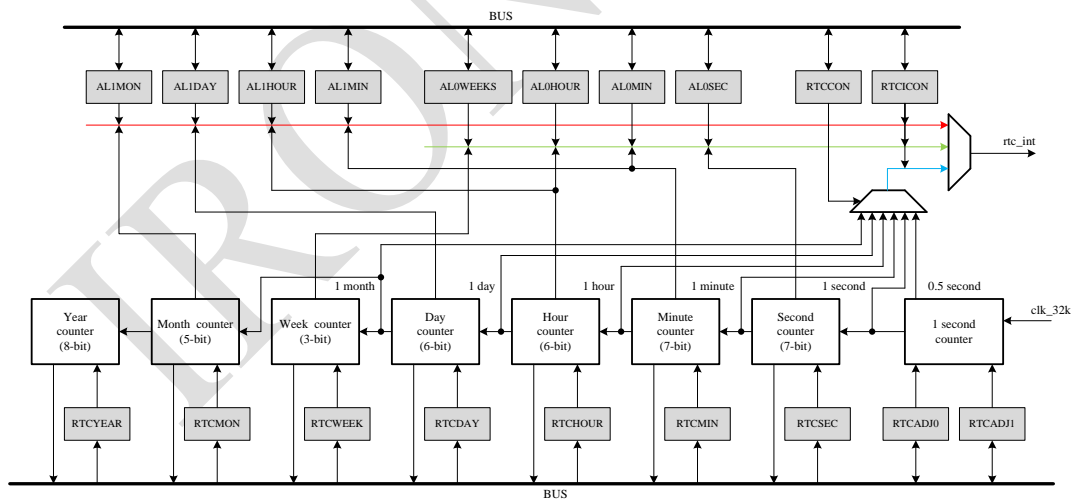 BUS
AL1MON AL1DAY AL1HOUR AL1MIN AL0WEEKS AL0HOUR AL0MIN AL0SEC RTCCON RTCICON
rtc_int
1 month 1 day 1 hour 1 minute 1 second 0.5 second
clk_32k
Year
counter
(8-bit)
Month counter
(5-bit)
Week counter
(3-bit)
Day
counter
(6-bit)
Hour
counter
(6-bit)
Minute
counter
(7-bit)
Second
counter
(7-bit)
1 second
counter
RTCYEAR RTCMON RTCWEEK RTCDAY RTCHOUR RTCMIN RTCSEC RTCADJ0 RTCADJ1
BUS
IRON